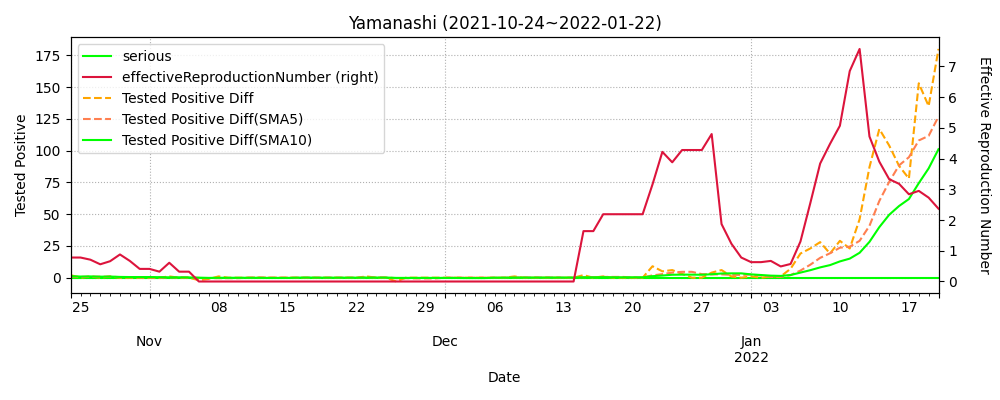 Yamanashi (2021-10-24~2022-01-22)
serious
effectiveReproductionNumber (right)
Tested Positive Diff
Tested Positive Diff(SMA5)
Tested Positive Diff(SMA10)
Tested Positive
175
150
125
100
75
50
25
0
7
6
5
4
3
2
1
0
Effective Reproduction Number
25 08 15 22 29 06 13 20 27 03 10 17
Nov Dec Jan
2022
Date